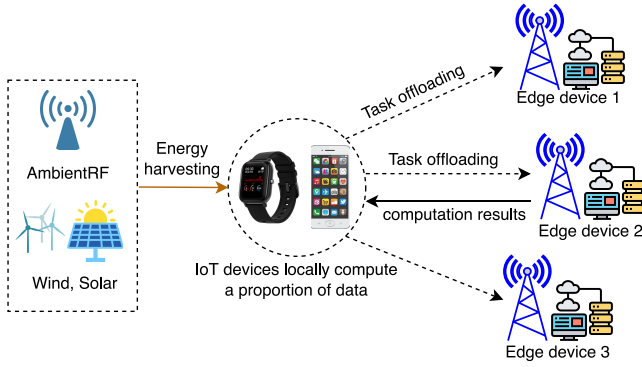 AmbientRF
Wind, Solar
Energy
harvesting
IoT devices locally compute
a proportion of data
Task offloading
Edge device 1
Task offloading
computation results
Edge device 2
Edge device 3